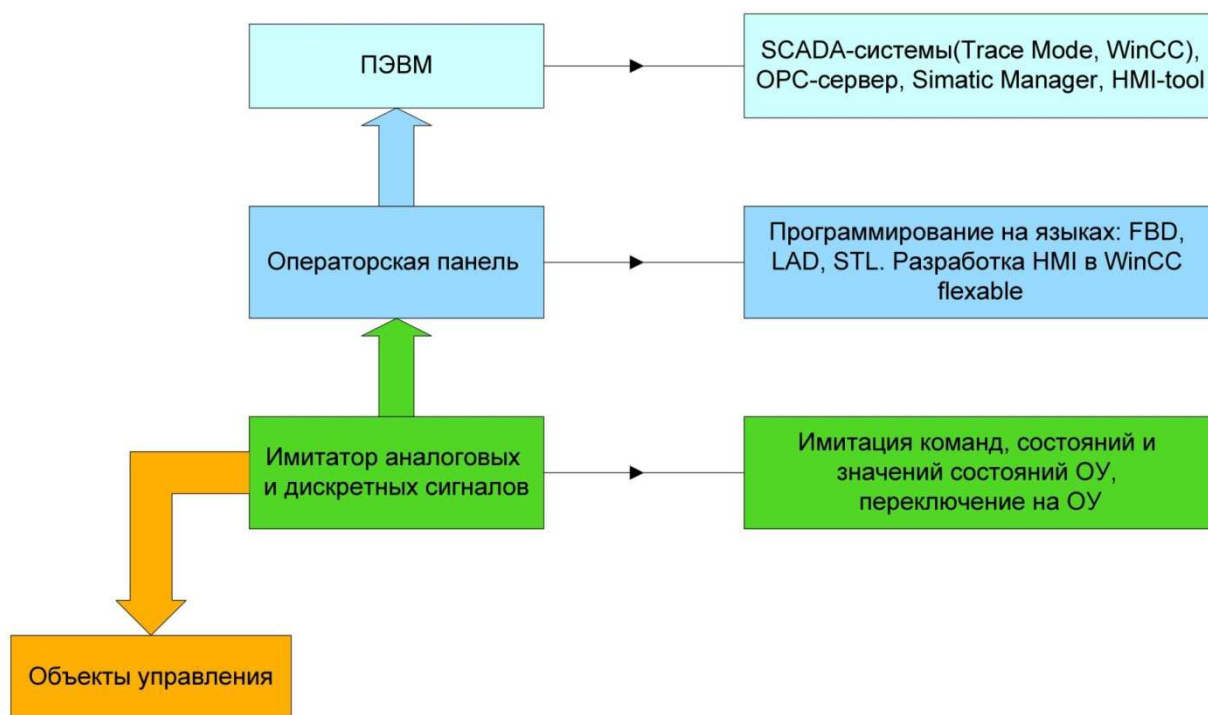 ПЭВМ
SCADA-системы(Trace Mode, WinCC),
OPC-сервер, Simatic Manager, HMI-tool
Операторская панель
Программирование на языках: FBD,
LAD, STL. Разработка HMI в WinCC
flexable
Имитатор аналоговых
и дискретных сигналов
Имитация команд, состояний и
значений состояний ОУ,
переключение на ОУ
Объекты управления